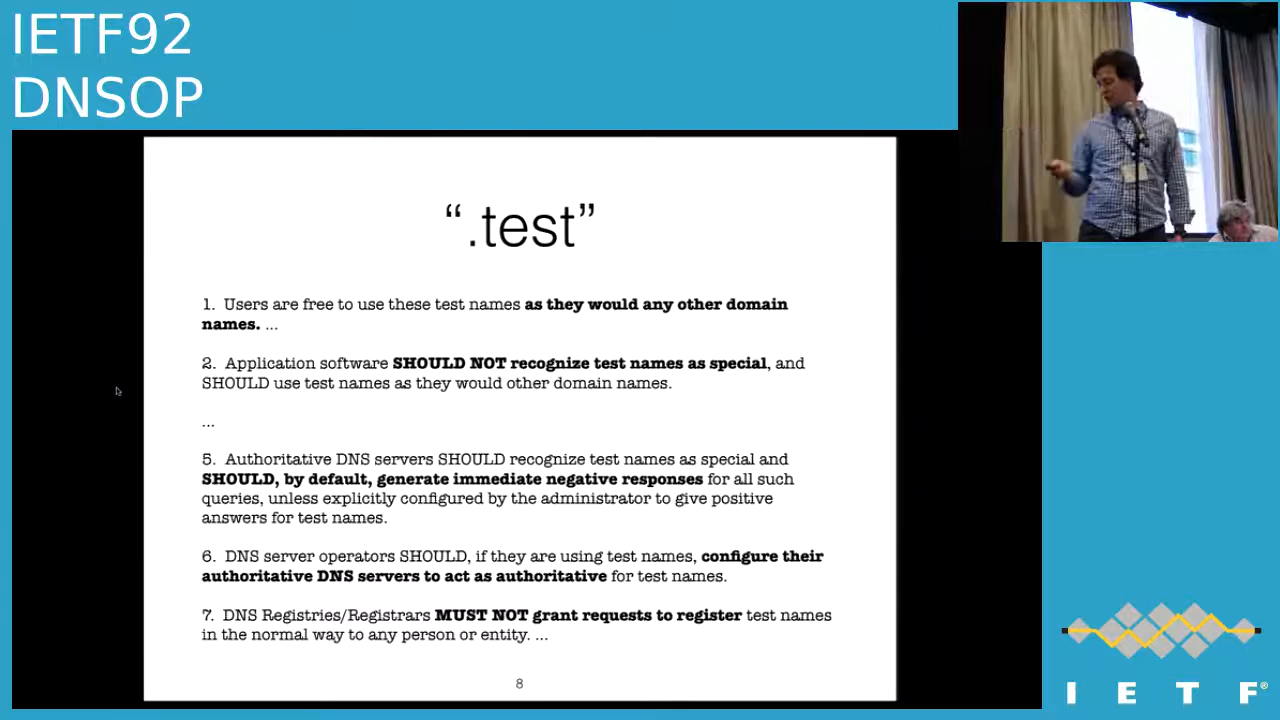 IETF92
DNSOP
“.test”
1. Users are free to use these test names as they would any other domain
names. ...
2. Application software SHOULD NOT recognize test names as special, and
SHOULD use test names as they would other domain names.
...
5. Authoritative DNS servers SHOULD recognize test names as special and
SHOULD, by default, generate immediate negative responses for all such
queries, unless explicitly configured by the administrator to give positive
answers for test names.
6. DNS server operators SHOULD, if they are using test names, configure their
authoritative DNS servers to act as authoritative for test names.
7. DNS Registries/Registrars MUST NOT grant requests to register test names
in the normal way to any person or entity. ...
8
I E T F®